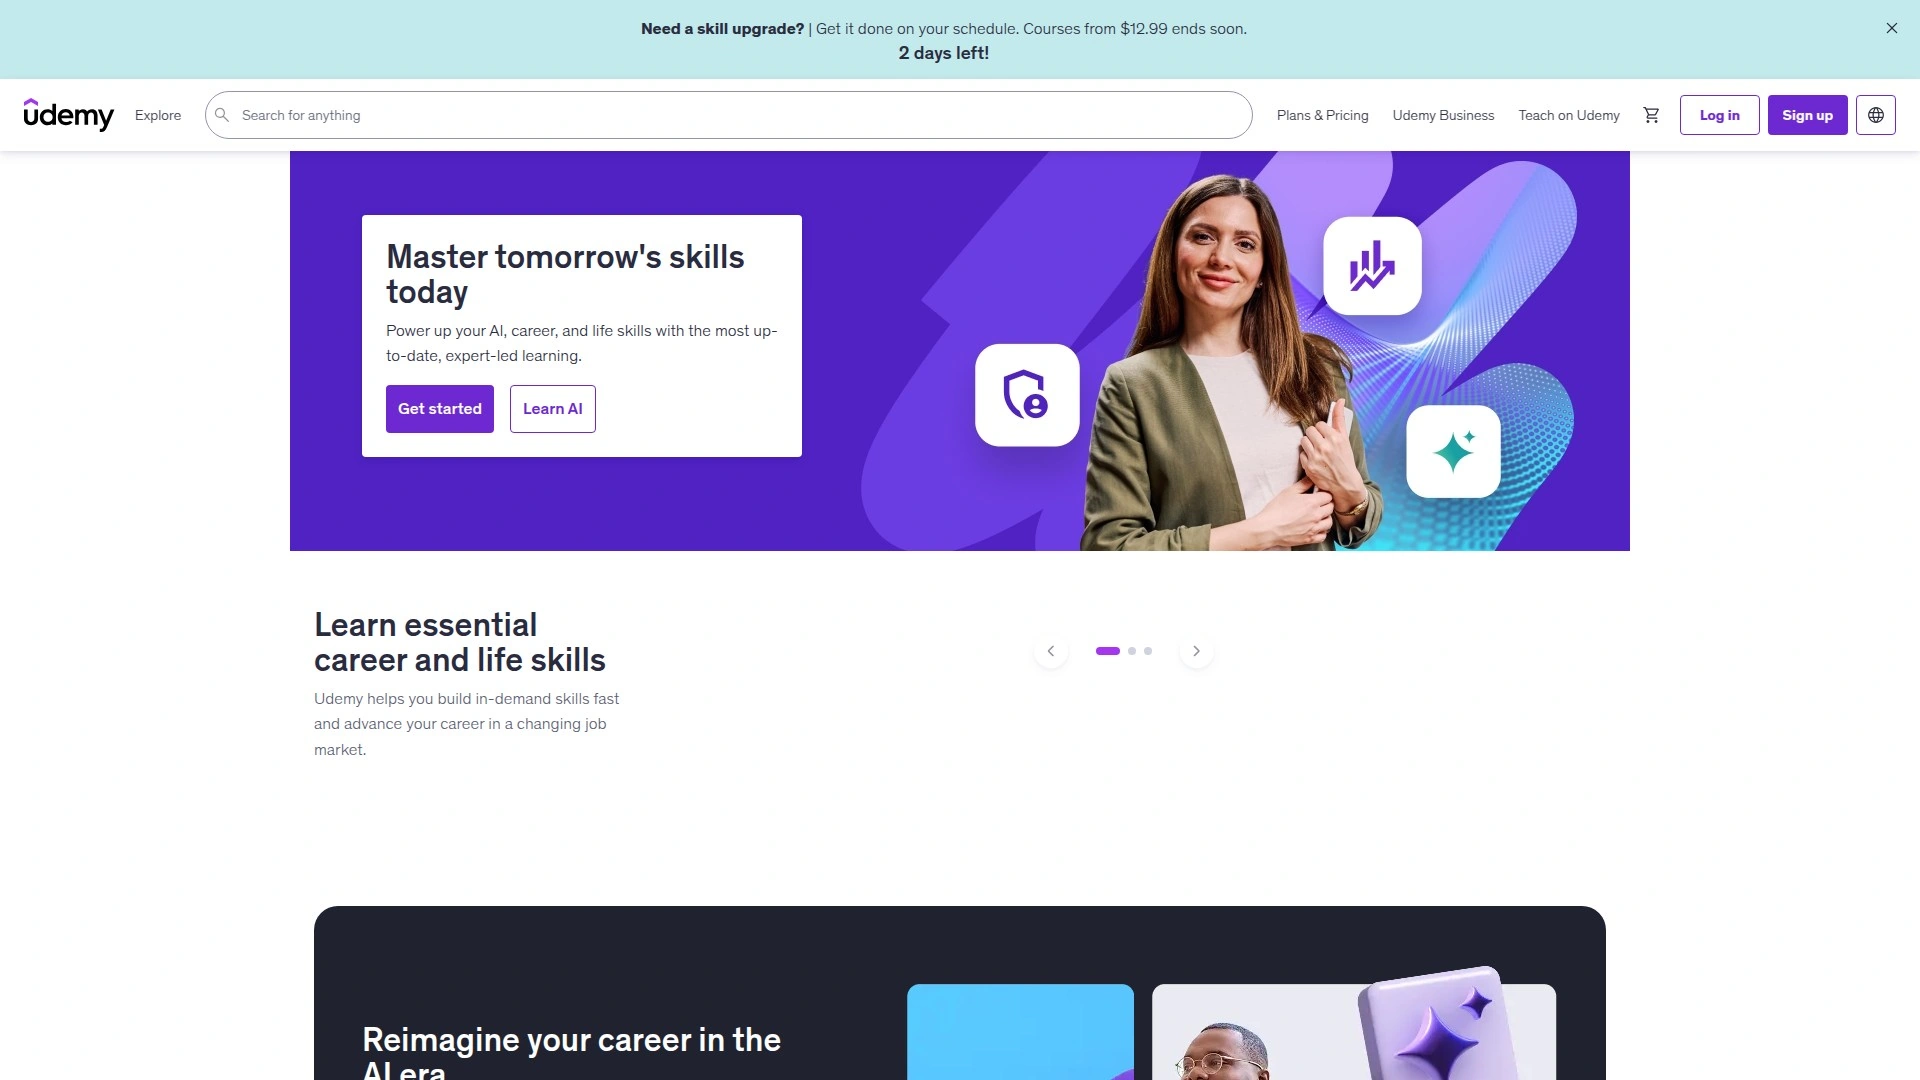 Need a skill upgrade? | Get it done on your schedule. Courses from $12.99 ends soon.
2 days left!
udemy
Explore
Search for anything
Plans & Pricing
Udemy Business
Teach on Udemy
Log in
Sign up
Master tomorrow's skills
today
Power up your AI, career, and life skills with the most up-
to-date, expert-led learning.
Get started
Learn AI
Learn essential
career and life skills
Udemy helps you build in-demand skills fast
and advance your career in a changing job
market.
Reimagine your career in the
AI era